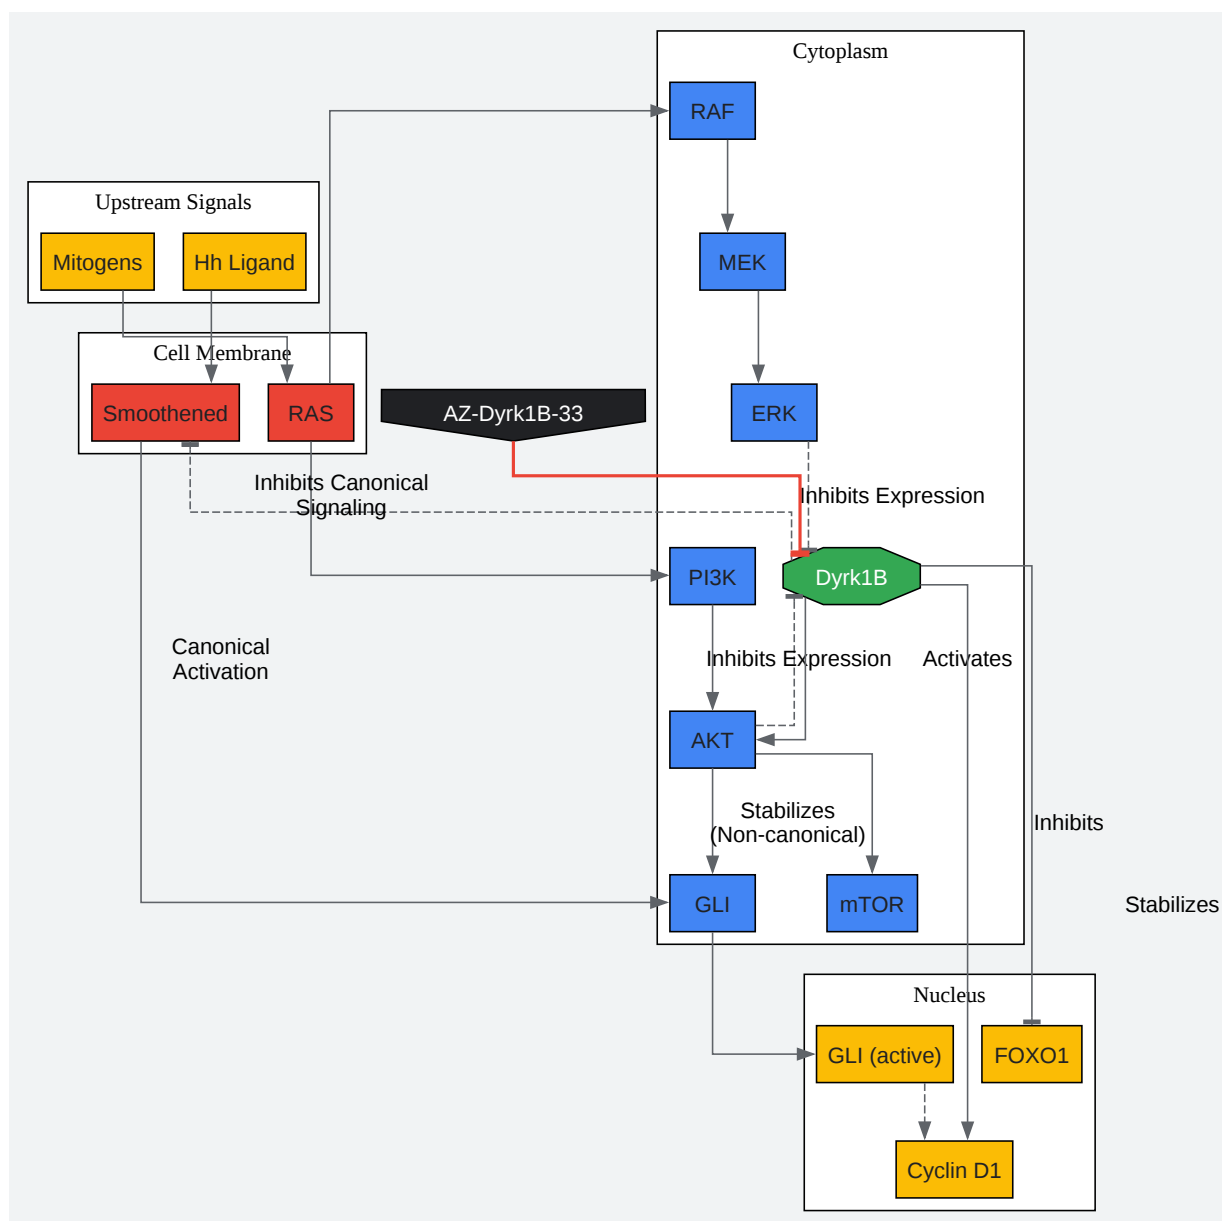 Cytoplasm
RAF
Upstream Signals
Mitogens
Hh Ligand
MEK
Cell Membrane
Smoothened
RAS
AZ-Dyrk1B-33
ERK
Inhibits Canonical
Signaling
Inhibits Expression
PI3K
Dyrk1B
Canonical
Activation
Inhibits Expression
Activates
AKT
Stabilizes
(Non-canonical)
Inhibits
GLI
mTOR
Stabilizes
Nucleus
GLI (active)
FOXO1
Cyclin D1